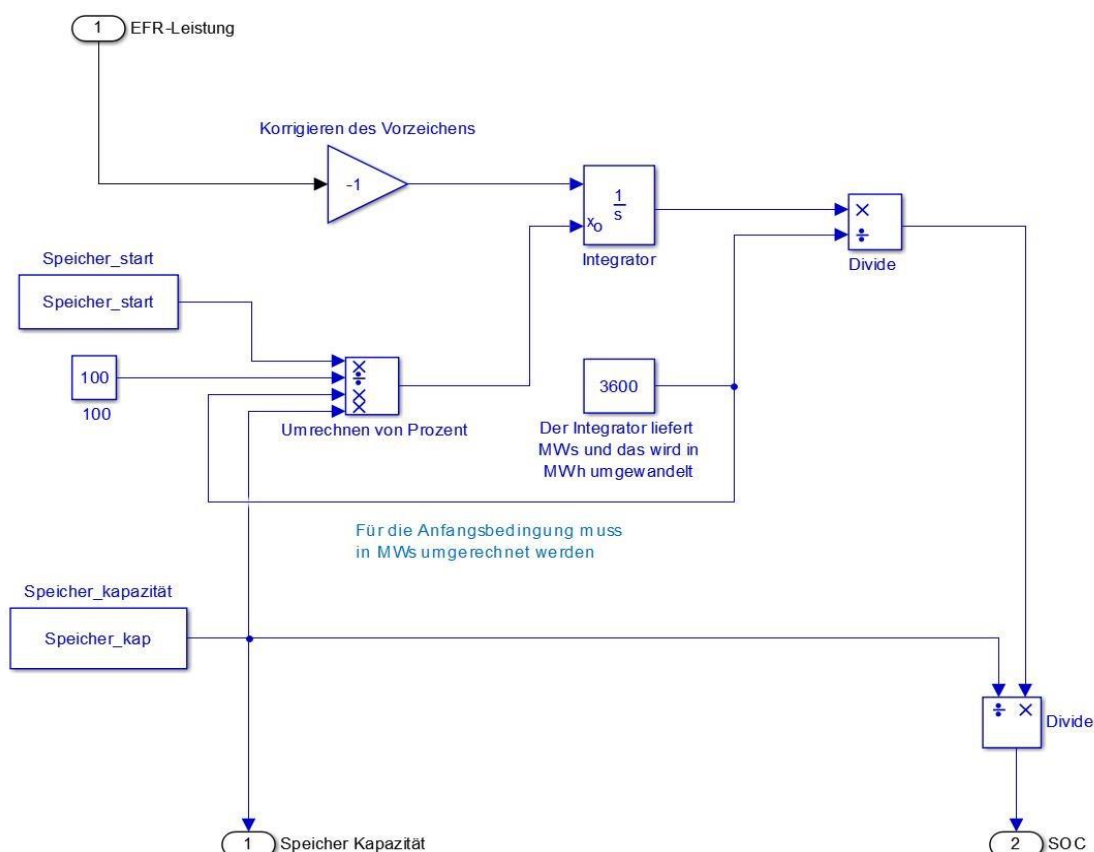 1 EFR-Leistung
Korrigieren des Vorzeichens
-1
1
s
xo
Integrator
×
÷
Divide
Speicher_start
Speicher_start
100
100
×
÷
×
×
Umrechnen von Prozent
3600
Der Integrator liefert
MWs und das wird in
MWh umgewandelt
Für die Anfangsbedingung muss
in MWs umgerechnet werden
Speicher_kapazität
Speicher_kap
÷ ×
Divide
1 Speicher Kapazität
2 SOC